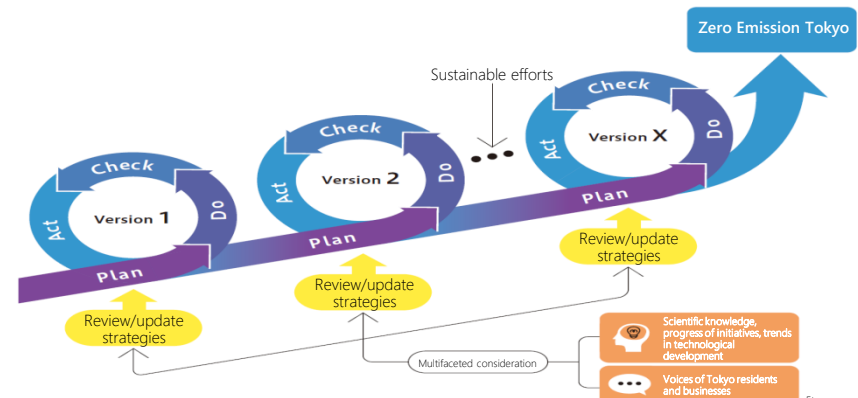 Zero Emission Tokyo
Sustainable efforts
Check
Do
Act
Version X
Plan
Check
Do
Act
Version 2
Plan
Check
Do
Act
Version 1
Plan
Review/update
strategies
Review/update
strategies
Review/update
strategies
Multifaceted consideration
Scientific knowledge,
progress of initiatives, trends
in technological
development
Voices of Tokyo residents
and businesses